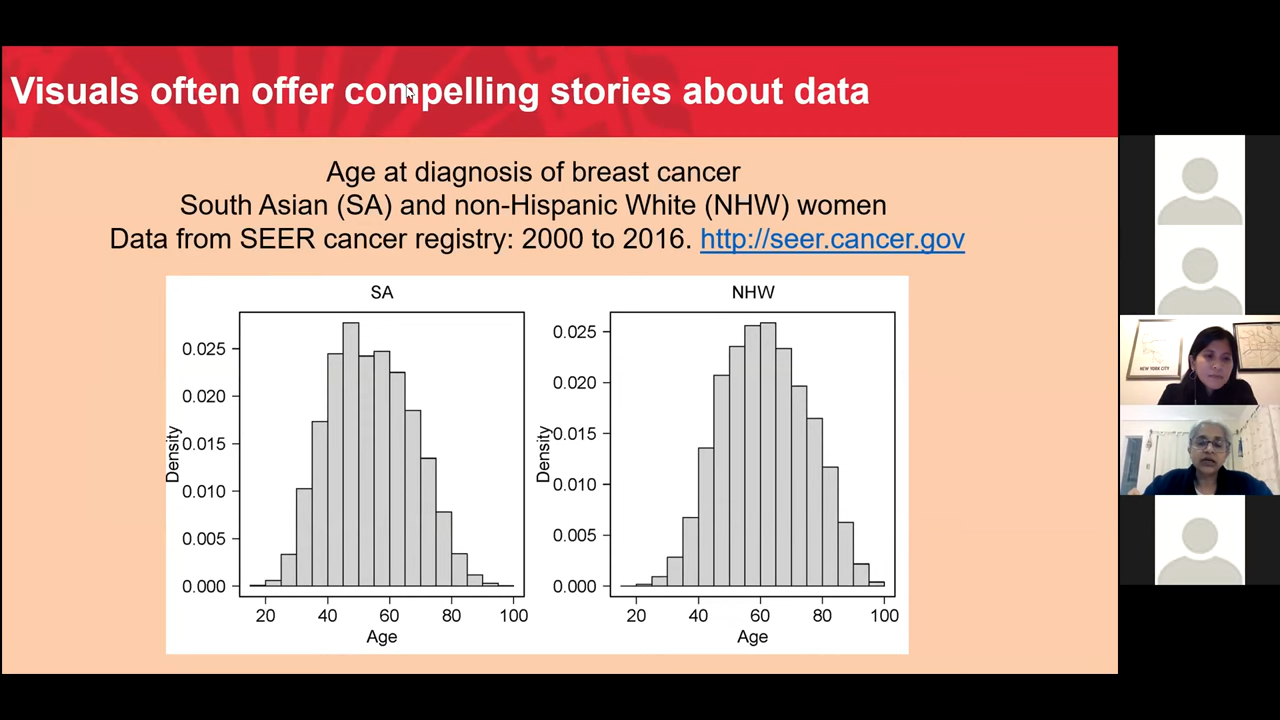 Visuals often offer compelling stories about data
Age at diagnosis of breast cancer
South Asian (SA) and non-Hispanic White (NHW) women
Data from SEER cancer registry: 2000 to 2016. http://seer.cancer.gov
SA
0.025
0.020
0.015
0.010
0.005
0.000
Density
20 40 60 80 100
Age
NHW
0.025
0.020
0.015
0.010
0.005
0.000
Density
20 40 60 80 100
Age
NEW YORK CITY